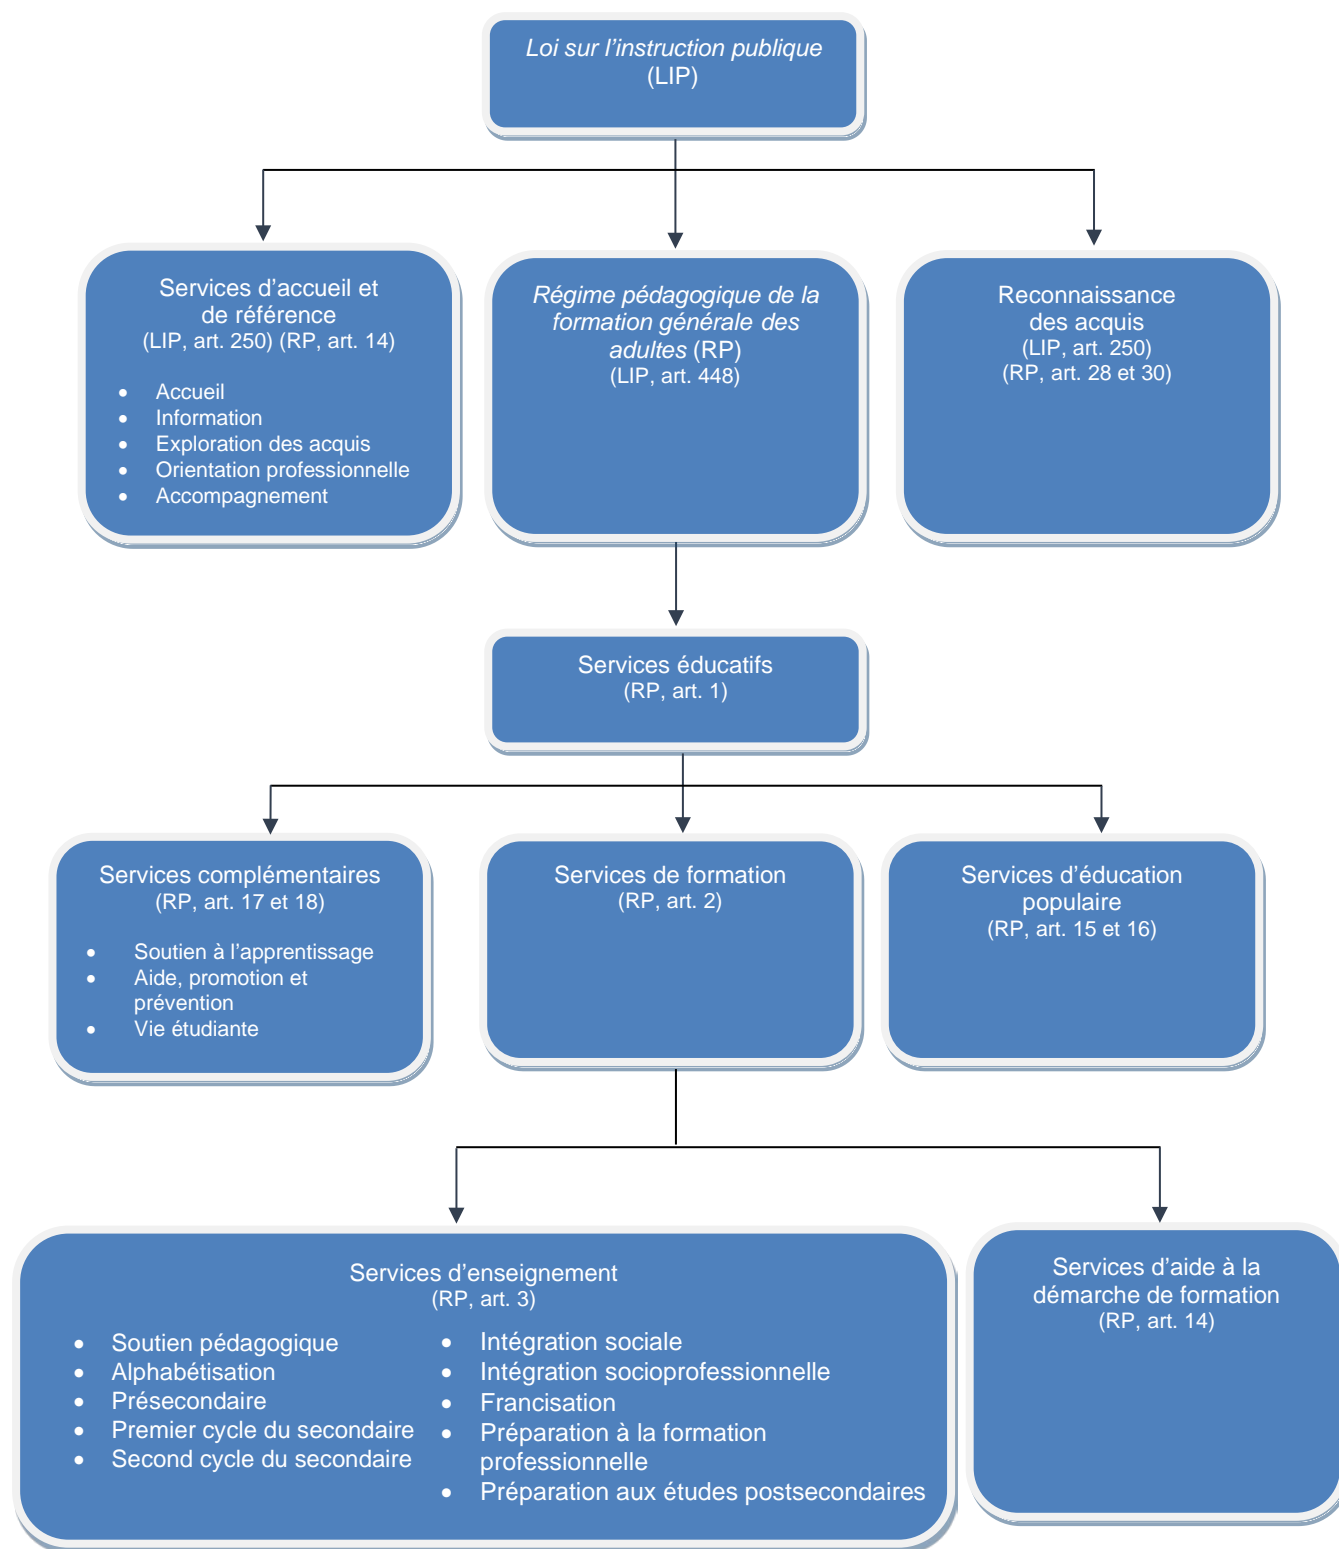 Loi sur l’instruction publique
(LIP)
Services d’accueil et
de référence
(LIP, art. 250) (RP, art. 14)
• Accueil
• Information
• Exploration des acquis
• Orientation professionnelle
• Accompagnement
Régime pédagogique de la
formation générale des
adultes (RP)
(LIP, art. 448)
Reconnaissance
des acquis
(LIP, art. 250)
(RP, art. 28 et 30)
Services éducatifs
(RP, art. 1)
Services complémentaires
(RP, art. 17 et 18)
• Soutien à l’apprentissage
• Aide, promotion et
prévention
• Vie étudiante
Services de formation
(RP, art. 2)
Services d’éducation
populaire
(RP, art. 15 et 16)
Services d’enseignement
(RP, art. 3)
• Soutien pédagogique
• Alphabétisation
• Présecondaire
• Premier cycle du secondaire
• Second cycle du secondaire
• Intégration sociale
• Intégration socioprofessionnelle
• Francisation
• Préparation à la formation
professionnelle
• Préparation aux études postsecondaires
Services d’aide à la
démarche de formation
(RP, art. 14)